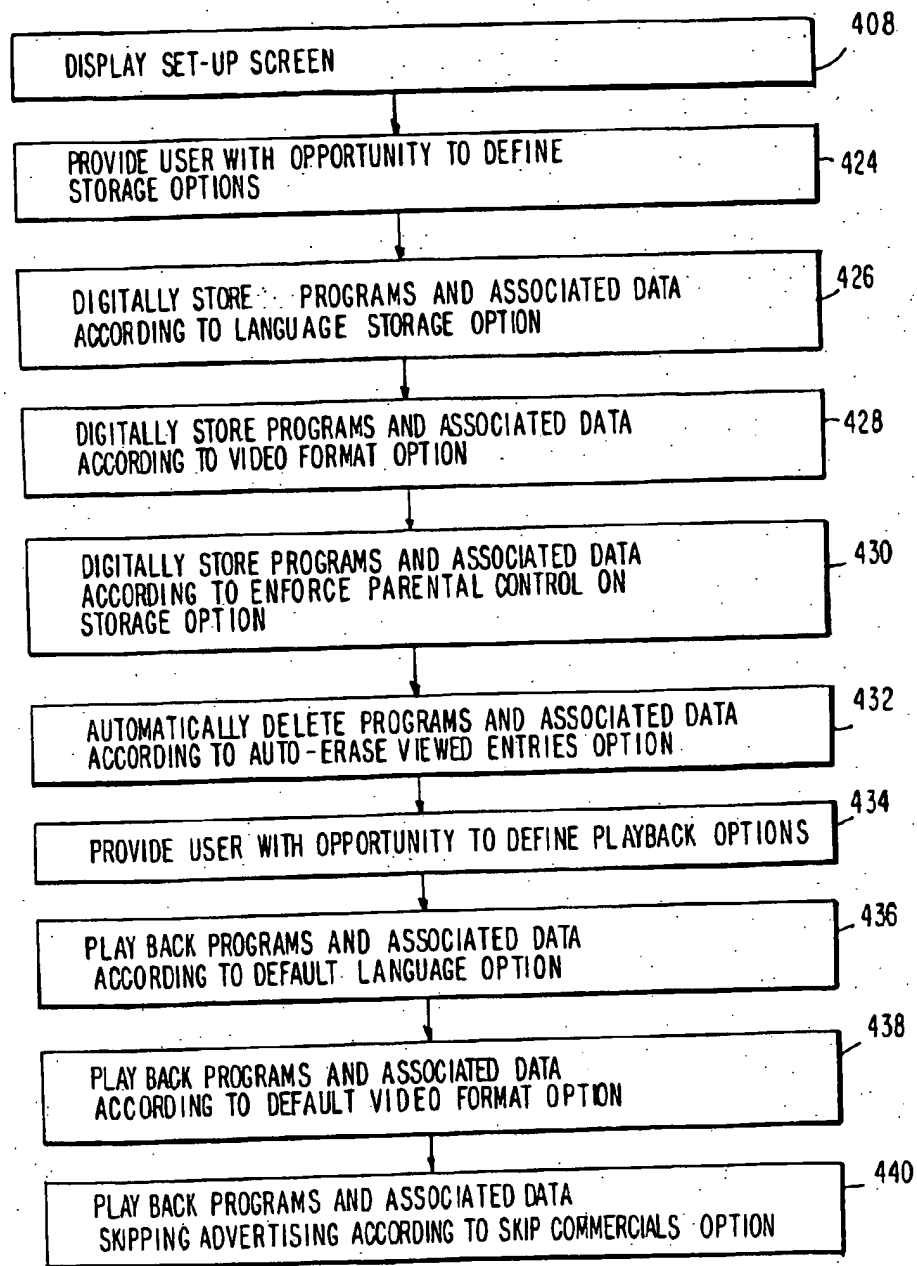 408
DISPLAY SET-UP SCREEN
PROVIDE USER WITH OPPORTUNITY TO DEFINE
STORAGE OPTIONS
424
DIGITALLY STORE PROGRAMS AND ASSOCIATED DATA
ACCORDING TO LANGUAGE STORAGE OPTION
426
DIGITALLY STORE PROGRAMS AND ASSOCIATED DATA
ACCORDING TO VIDEO FORMAT OPTION
428
DIGITALLY STORE PROGRAMS AND ASSOCIATED DATA
ACCORDING TO ENFORCE PARENTAL CONTROL ON
STORAGE OPTION
430
AUTOMATICALLY DELETE PROGRAMS AND ASSOCIATED DATA
ACCORDING TO AUTO-ERASE VIEWED ENTRIES OPTION
432
PROVIDE USER WITH OPPORTUNITY TO DEFINE PLAYBACK OPTIONS
434
PLAY BACK PROGRAMS AND ASSOCIATED DATA
ACCORDING TO DEFAULT LANGUAGE OPTION
436
PLAY BACK PROGRAMS AND ASSOCIATED DATA
ACCORDING TO DEFAULT VIDEO FORMAT OPTION
438
PLAY BACK PROGRAMS AND ASSOCIATED DATA
SKIPPING ADVERTISING ACCORDING TO SKIP COMMERCIALS OPTION
440